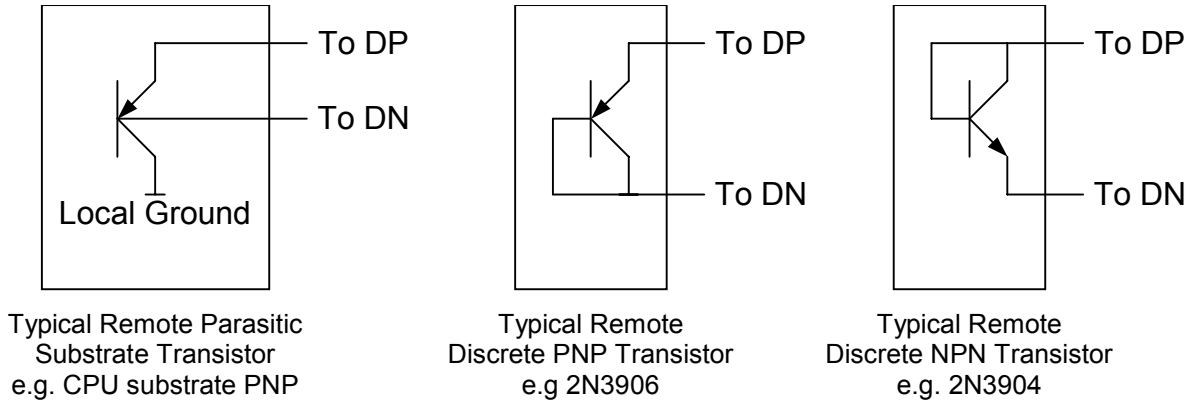 To DP
To DN
Local Ground
Typical Remote Parasitic
Substrate Transistor
e.g. CPU substrate PNP
To DP
To DN
Typical Remote
Discrete PNP Transistor
e.g 2N3906
To DP
To DN
Typical Remote
Discrete NPN Transistor
e.g. 2N3904